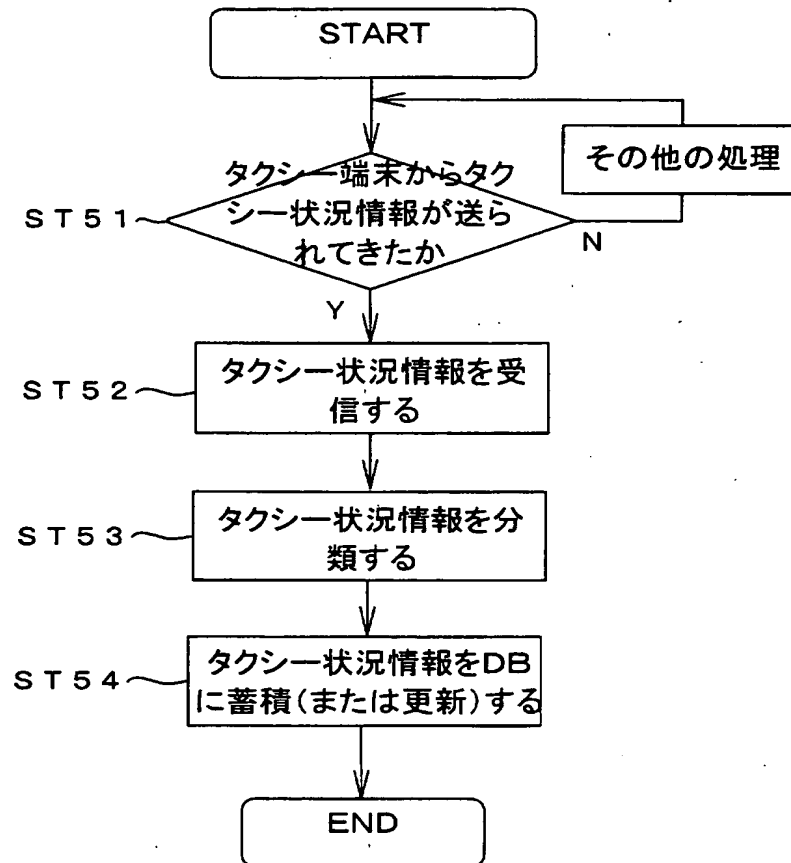 START
その他の処理
タクシー端末からタク
シー状況情報が送ら
れてきたか
ST51
N
Y
タクシー状況情報を受
信する
ST52
タクシー状況情報を分
類する
ST53
タクシー状況情報をDB
に蓄積(または更新)する
ST54
END